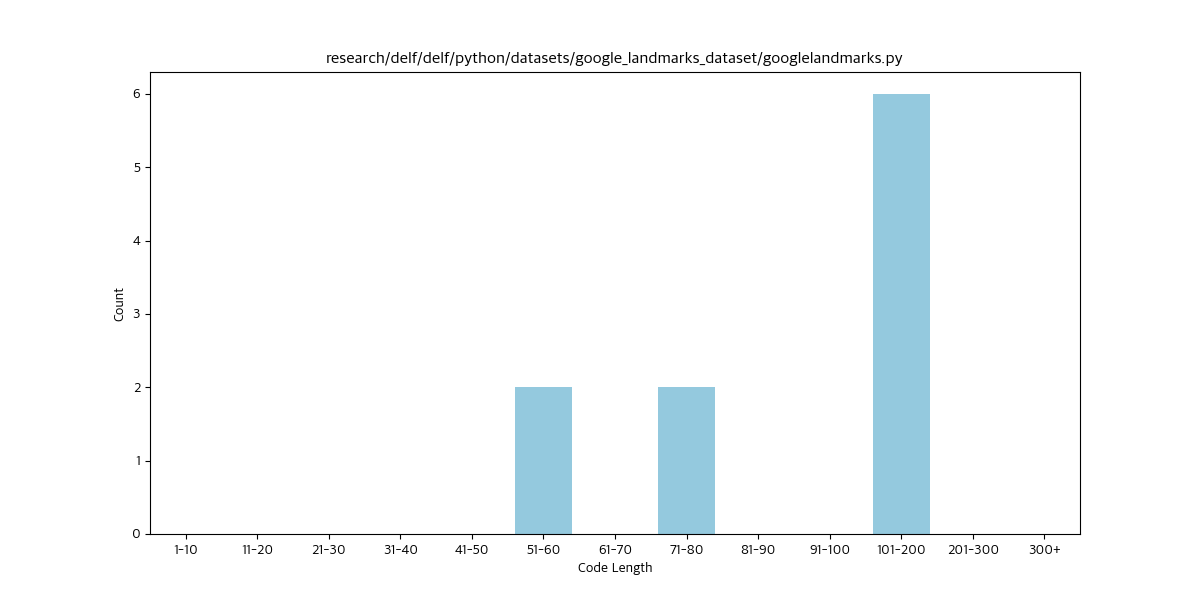 research/delf/delf/python/datasets/google_landmarks_dataset/googlelandmarks.py
6
5
4
3
2
1
0
Count
1-10 11-20 21-30 31-40 41-50 51-60 61-70 71-80 81-90 91-100 101-200 201-300 300+
Code Length